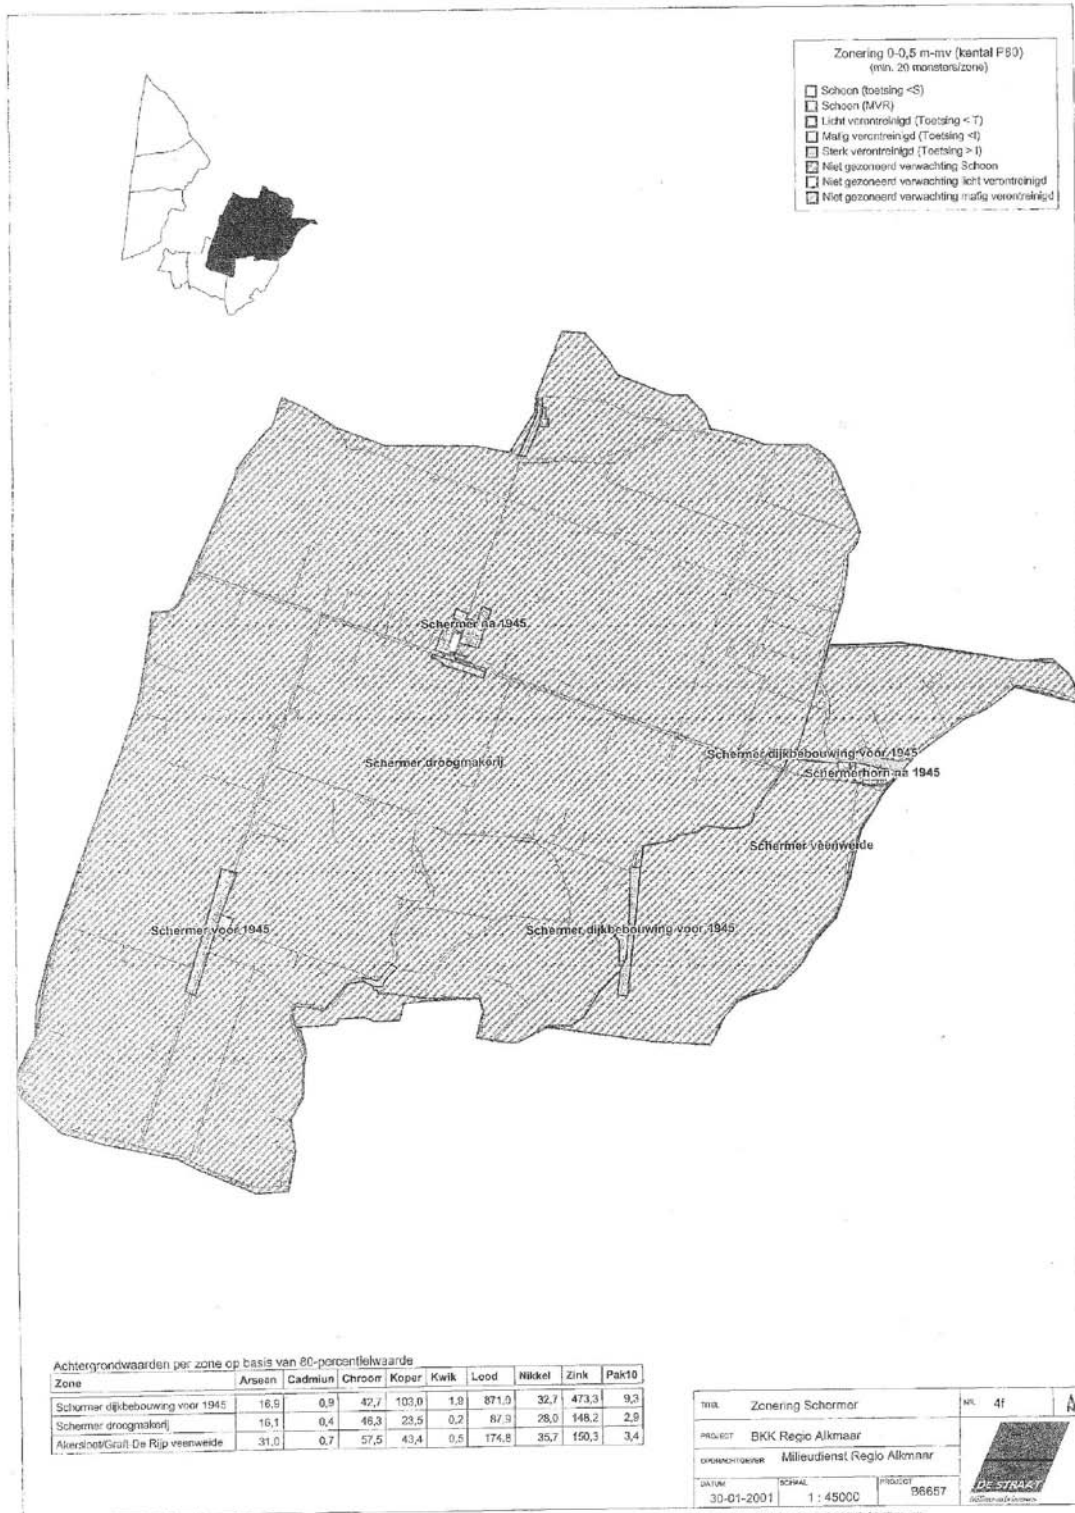 Zonering 0-0,5 m-mv (kental P80)
(min. 20 monsters/zone)
Schoon (toetsing <S)
Schoon (MVR)
Licht verontreinigd (Toetsing < T)
Matig verontreinigd (Toetsing <I)
Sterk verontreinigd (Toetsing > I)
Niet gezoneerd verwachting Schoon
Niet gezoneerd verwachting licht verontreinigd
Niet gezoneerd verwachting matig verontreinigd
Schermer na 1945
Schermer dijkbebouwing voor 1945
Schermer droogmakerij
Schermerhorn na 1945
Schermer veenweide
Schermer voor 1945
Schermer dijkbebouwing voor 1945
Achtergrondwaarden per zone op basis van 80-percentielwaarde
Zone Arseen Cadmiun Chroom Koper Kwik Lood Nikkel Zink Pak10
Schermer dijkbebouwing voor 1945 16,9 0,9 42,7 103,0 1,9 871,0 32,7 473,3 9,3
Schermer droogmakerij 16,1 0,4 46,3 23,5 0,2 87,9 28,0 148,2 2,9
Akersloot/Graft-De Rijp veenweide 31,0 0,7 57,5 43,4 0,5 174,8 35,7 150,3 3,4
TITEL Zonering Schermer NR. 4f
PROJECT BKK Regio Alkmaar
OPDRACHTGEVER Milieudienst Regio Alkmaar
DATUM SCHAAL PROJECT
30-01-2001 1 : 45000 B6657
DE STRAAT